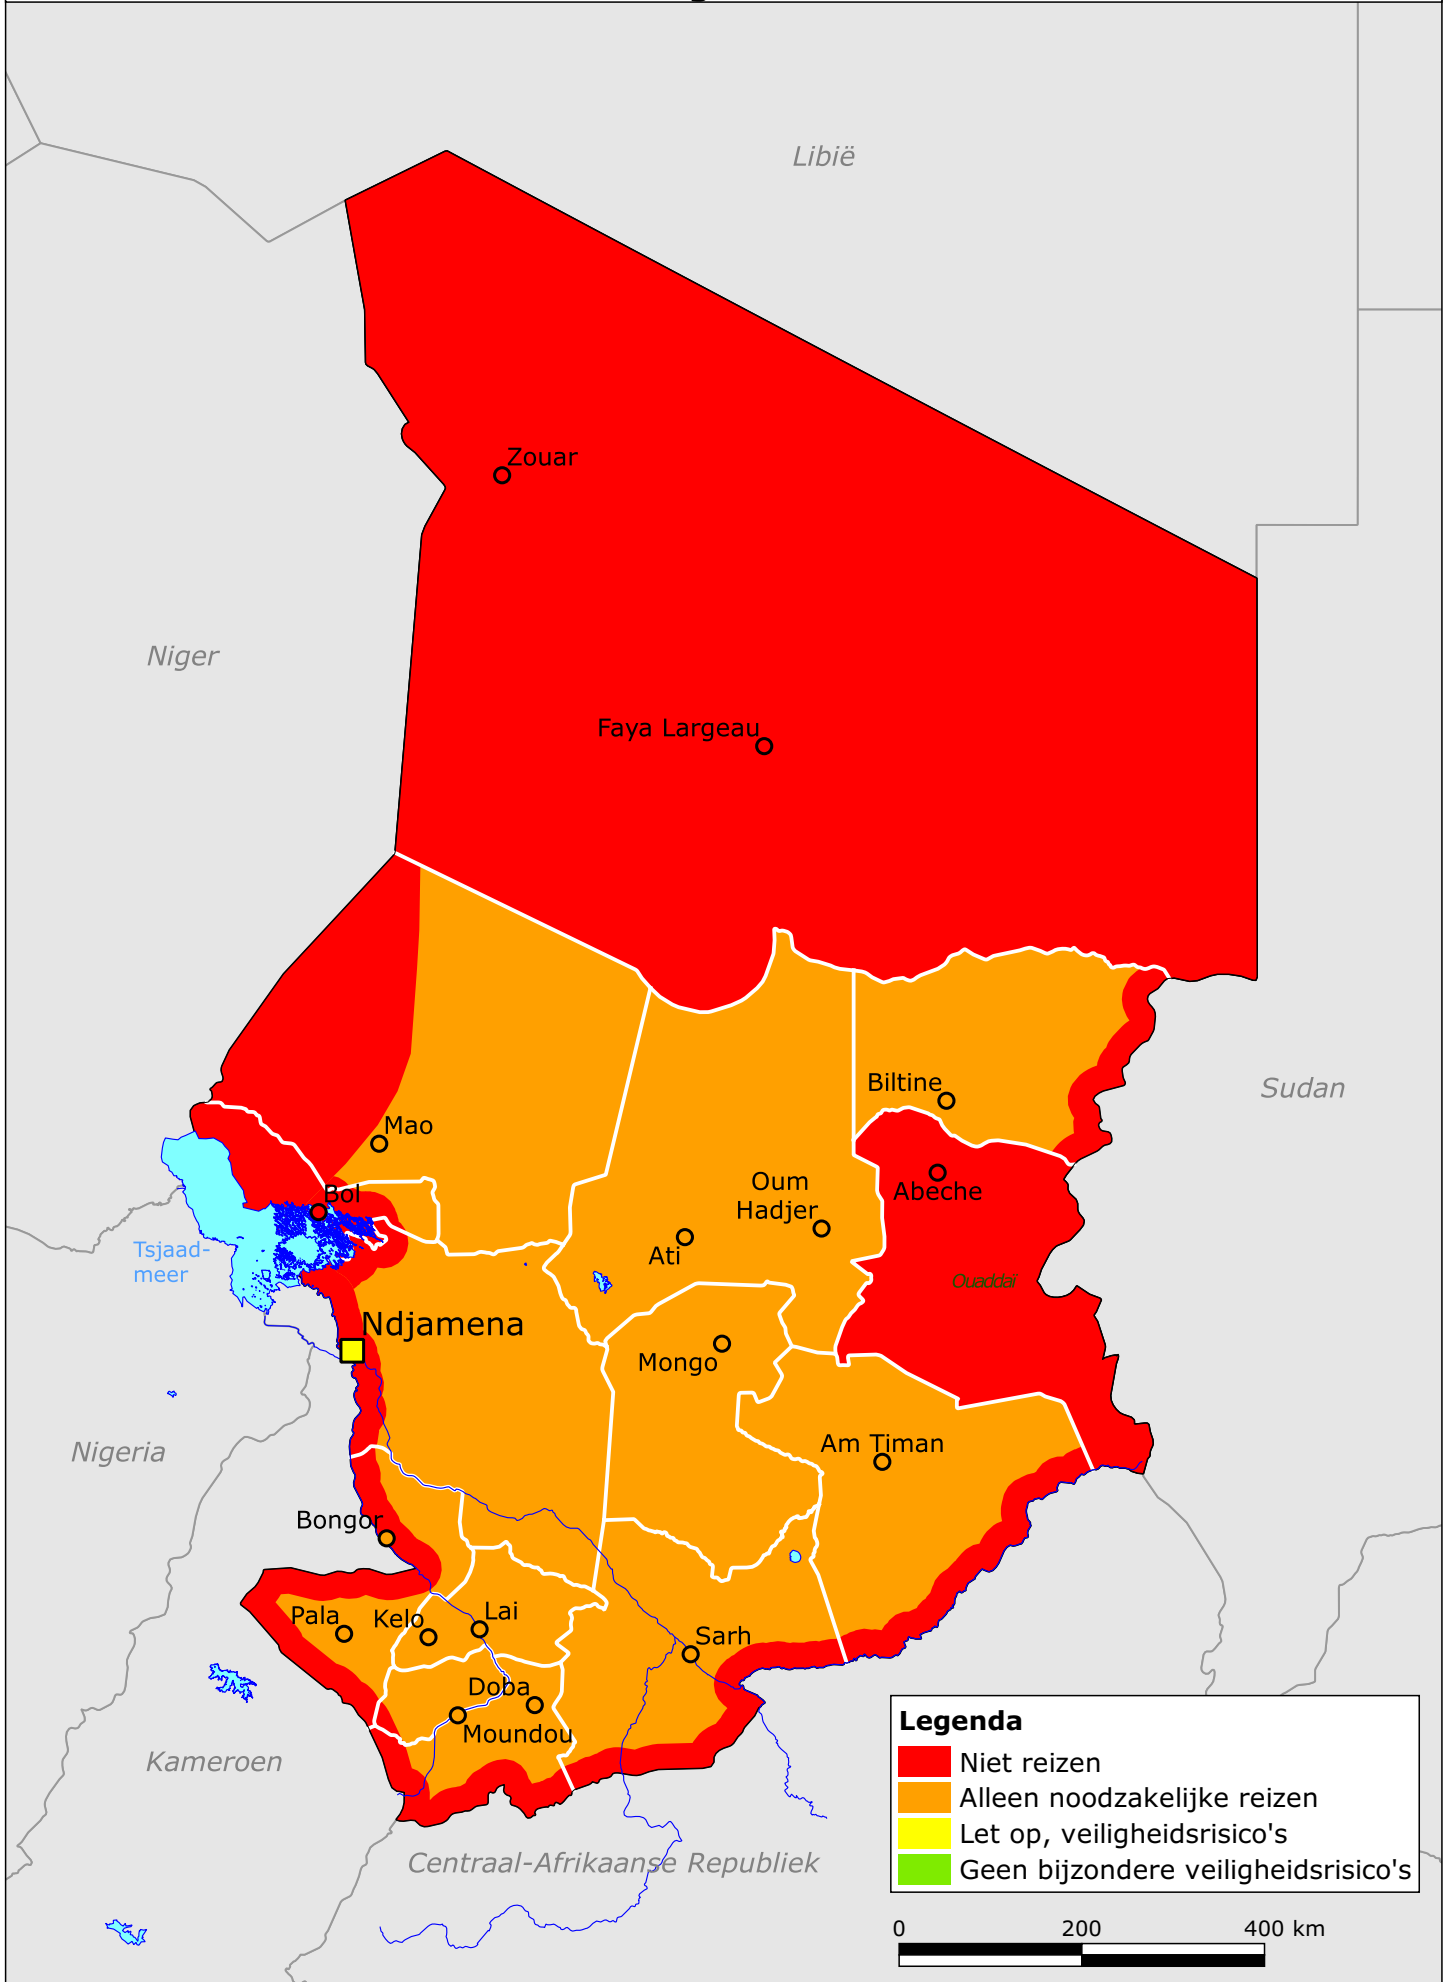 Libië
Zouar
Niger
Faya Largeau
Biltine
Sudan
Mao
Oum
Hadjer
Abeche
Bol
Tsjaad-
meer
Ati
Ouaddaï
Ndjamena
Mongo
Nigeria
Am Timan
Bongor
Pala
Kelo
Lai
Sarh
Doba
Moundou
Kameroen
Centraal-Afrikaanse Republiek
Legenda
Niet reizen
Alleen noodzakelijke reizen
Let op, veiligheidsrisico's
Geen bijzondere veiligheidsrisico's
0 200 400 km